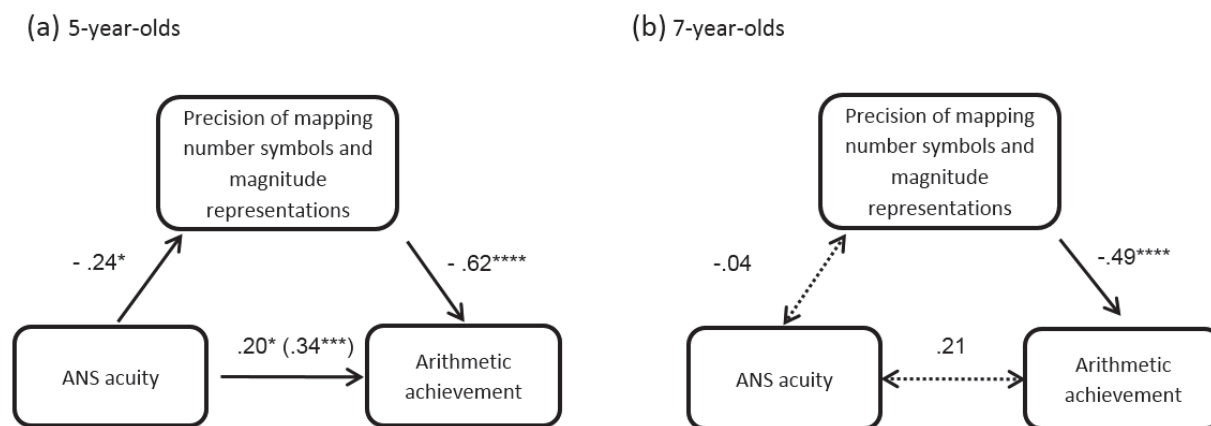 (a) 5-year-olds
Precision of mapping
number symbols and
magnitude
representations
- .24*
- .62****
.20* (.34***)
ANS acuity
Arithmetic
achievement
(b) 7-year-olds
Precision of mapping
number symbols and
magnitude
representations
-.04
-.49****
.21
ANS acuity
Arithmetic
achievement